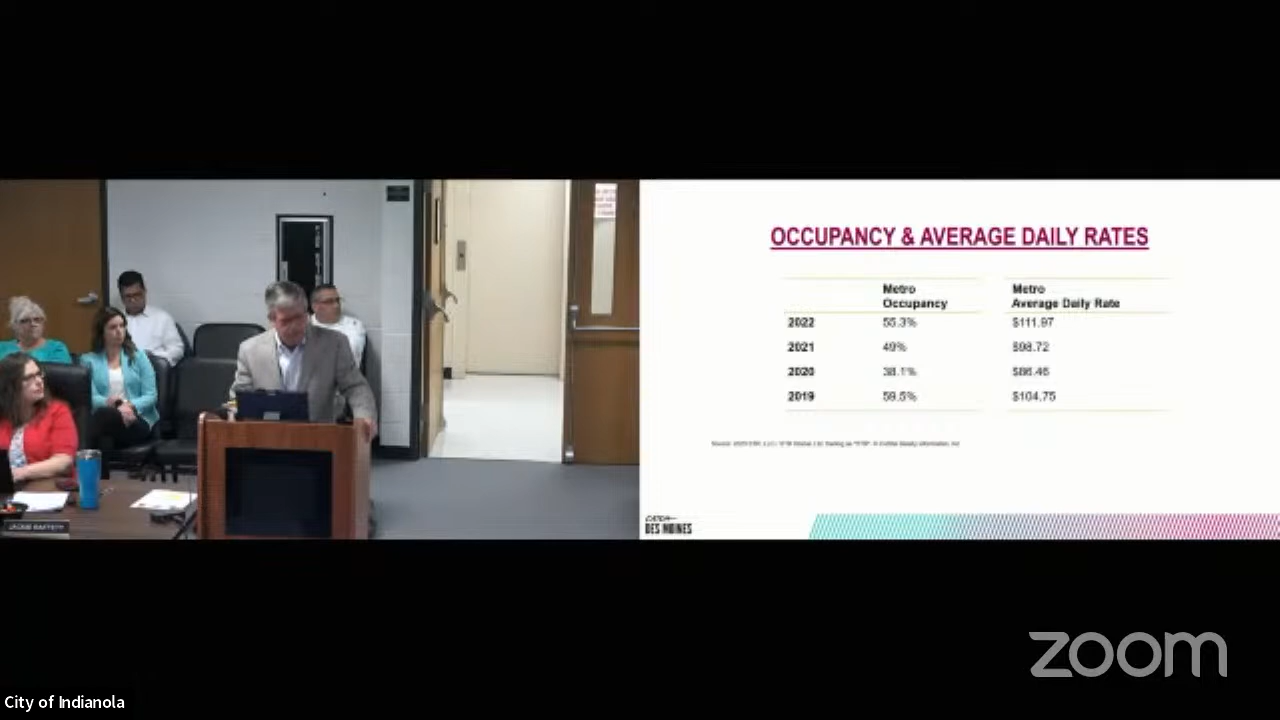 OCCUPANCY & AVERAGE DAILY RATES
Metro Occupancy
Metro Average Daily Rate
2022 55.3% $111.97
2021 49% $98.72
2020 38.1% $86.46
2019 59.5% $104.75
CATCH
DES MOINES
zoom
City of Indianola